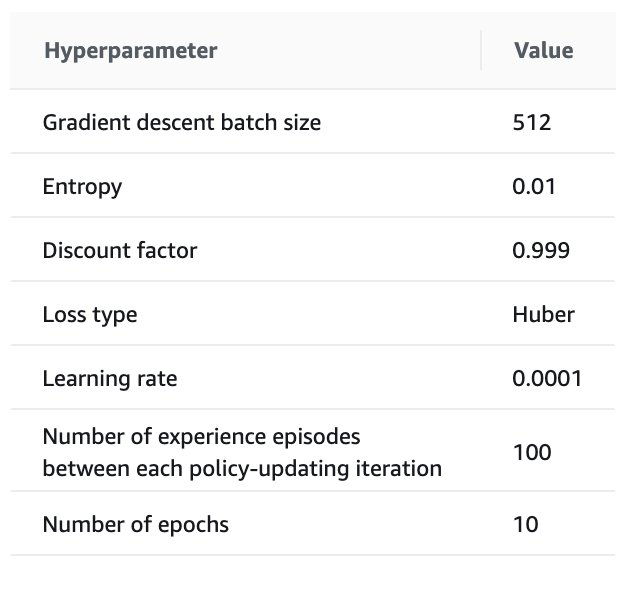 Hyperparameter Value
Gradient descent batch size 512
Entropy 0.01
Discount factor 0.999
Loss type Huber
Learning rate 0.0001
Number of experience episodes
between each policy-updating iteration 100
Number of epochs 10